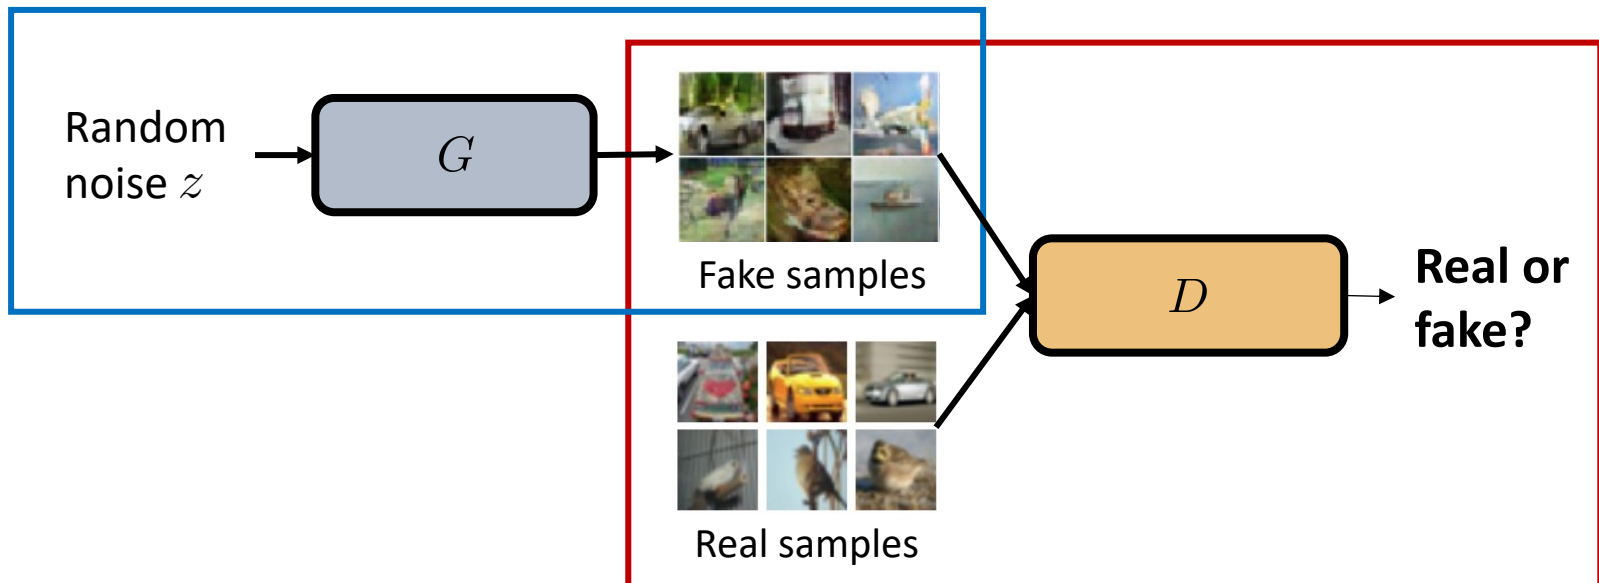 Random
noise z
G
Fake samples
D
Real or
fake?
Real samples